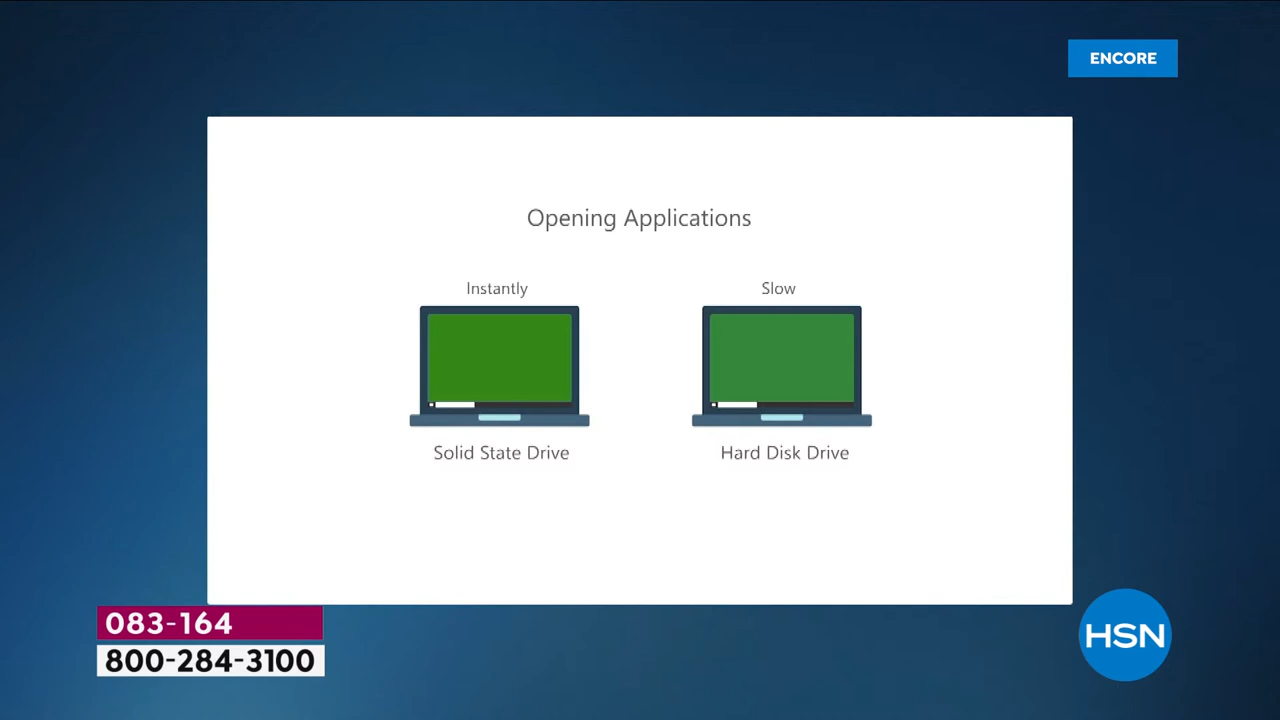 ENCORE
Opening Applications
Instantly
Slow
Solid State Drive
Hard Disk Drive
083-164
800-284-3100
HSN